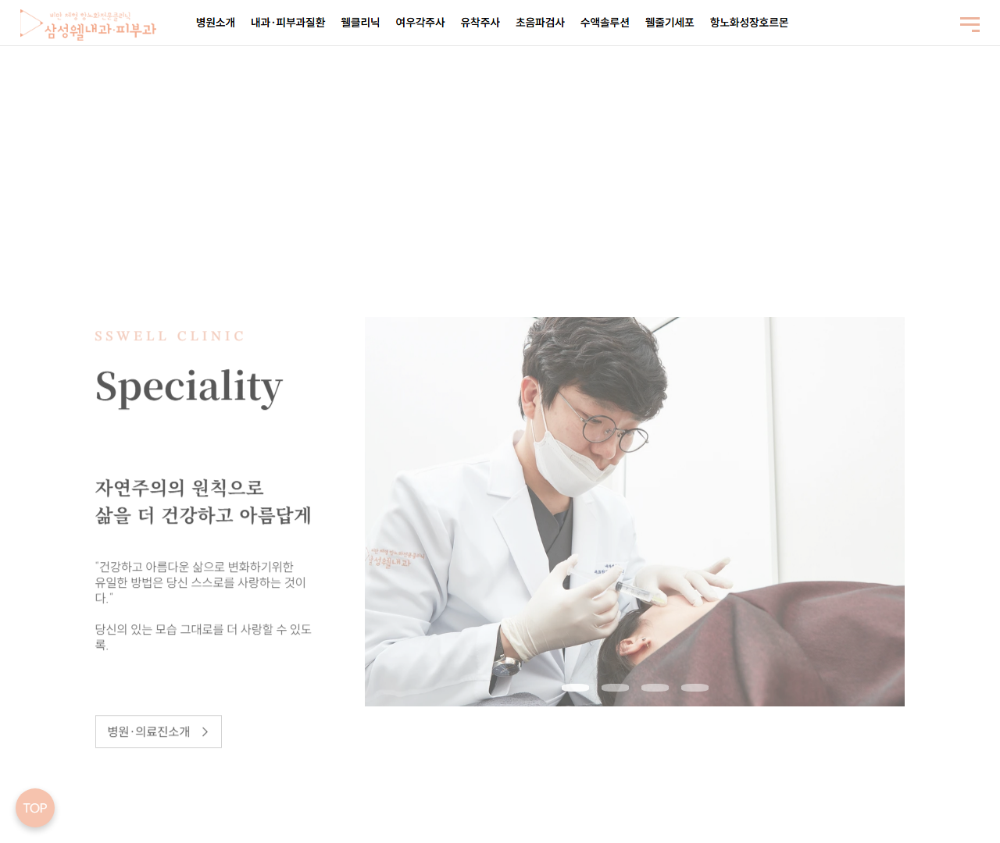 비만 체형 항노화전문클리닉
삼성웰내과·피부과
병원소개 내과·피부과질환 웰클리닉 여우각주사 유착주사 초음파검사 수액솔루션 웰줄기세포 항노화성장호르몬
SSWELL CLINIC
Speciality
자연주의의 원칙으로
삶을 더 건강하고 아름답게
"건강하고 아름다운 삶으로 변화하기위한
유일한 방법은 당신 스스로를 사랑하는 것이
다."
당신의 있는 모습 그대로를 더 사랑할 수 있도
록.
병원·의료진소개
TOP